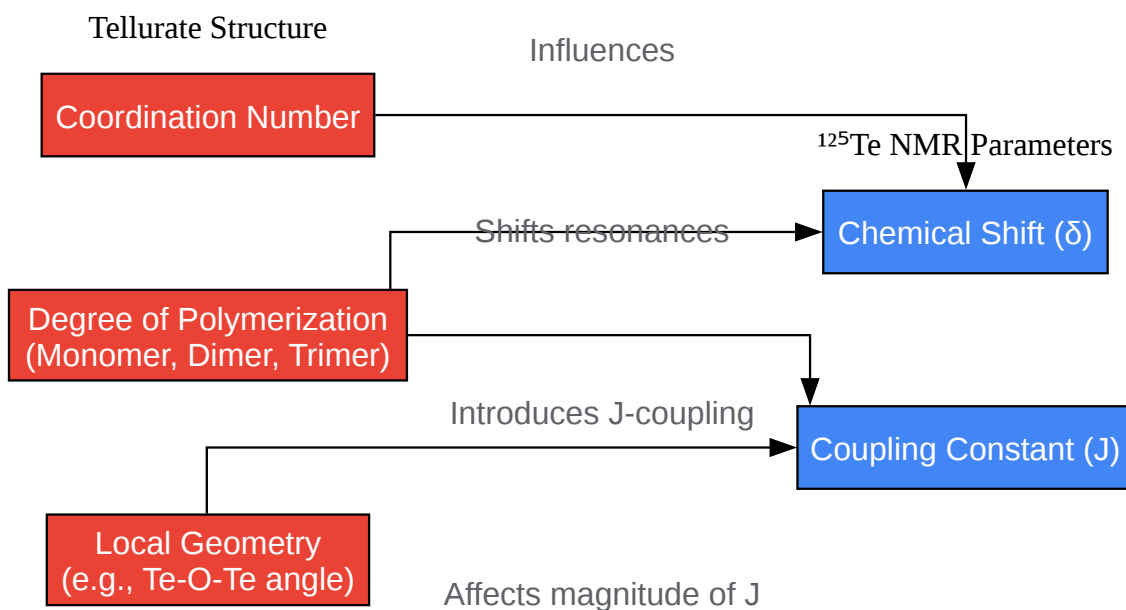 Tellurate Structure
Influences
Coordination Number
¹²⁵Te NMR Parameters
Shifts resonances
Chemical Shift (δ)
Degree of Polymerization
(Monomer, Dimer, Trimer)
Introduces J-coupling
Coupling Constant (J)
Local Geometry
(e.g., Te-O-Te angle)
Affects magnitude of J